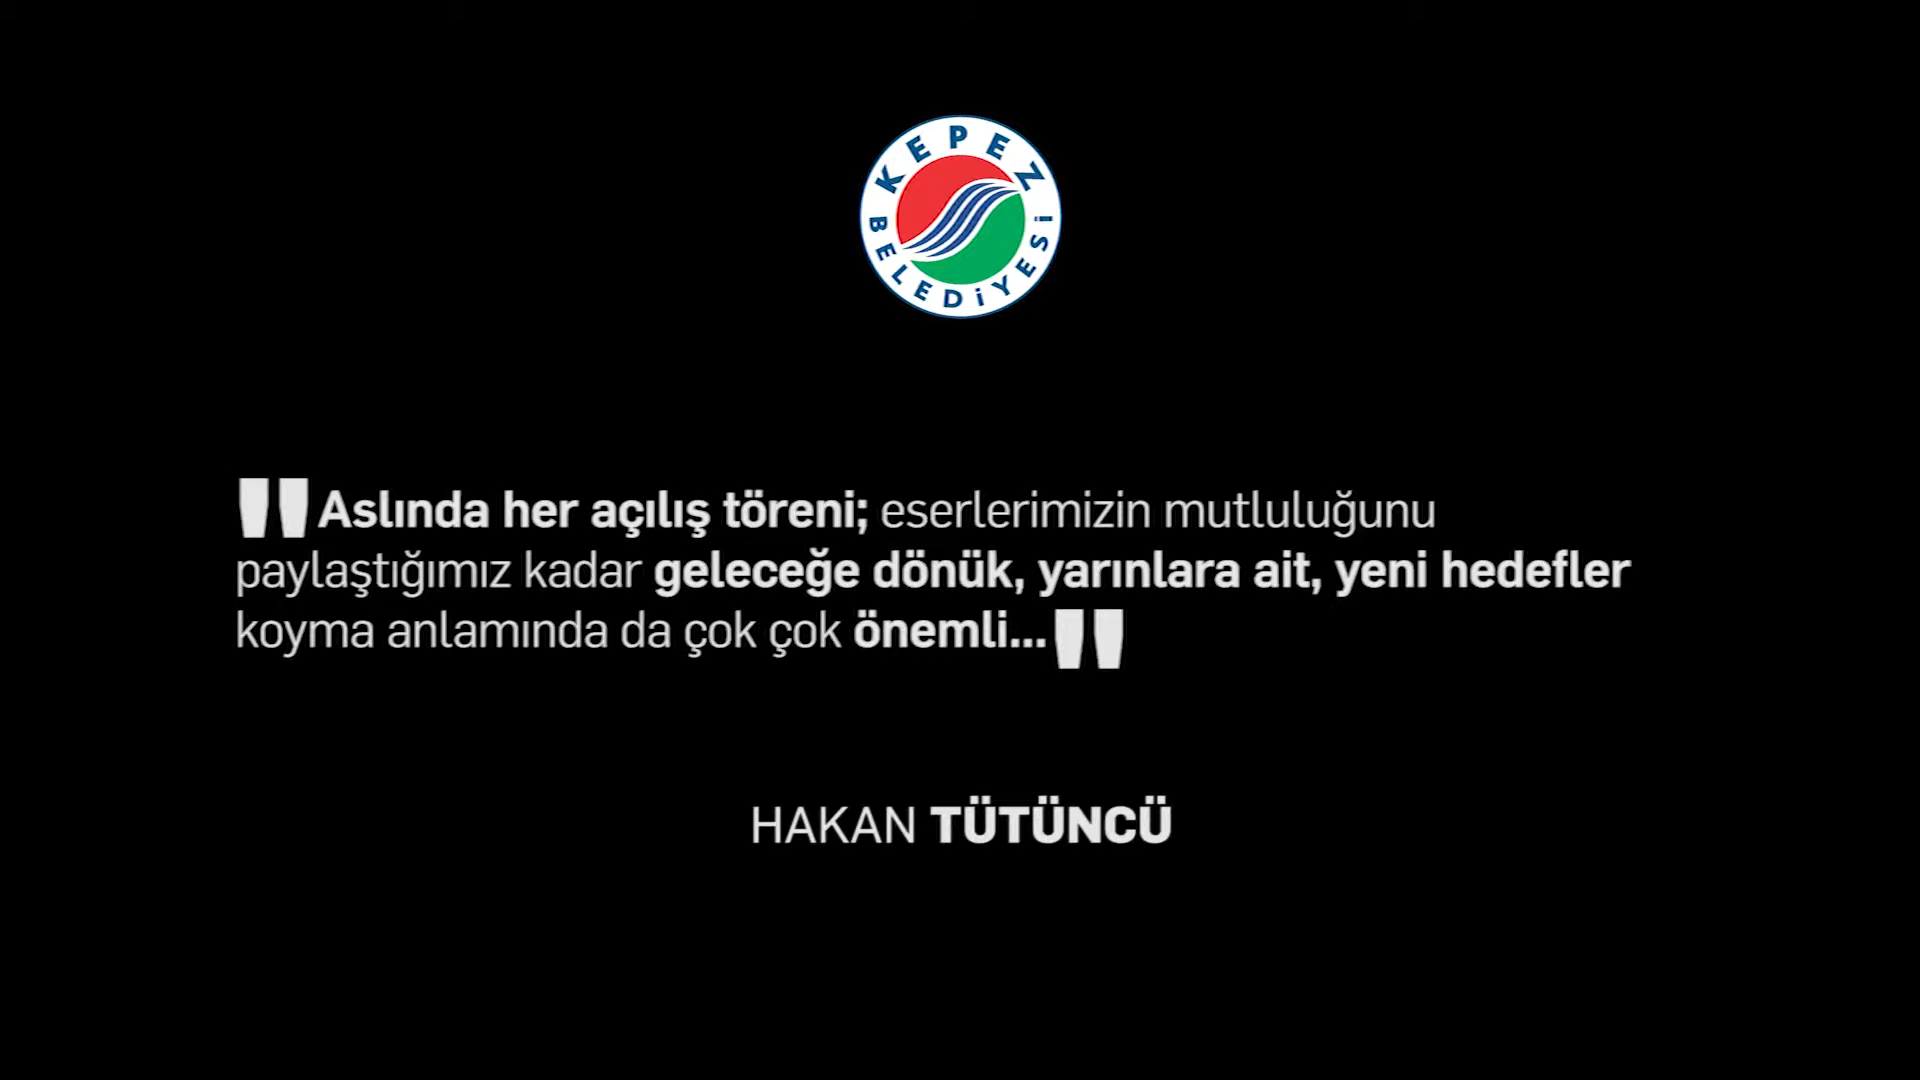 KEPEZ
BELEDİYESİ
"Aslında her açılış töreni; eserlerimizin mutluluğunu
paylaştığımız kadar geleceğe dönük, yarınlara ait, yeni hedefler
koyma anlamında da çok çok önemli..."
HAKAN TÜTÜNCÜ